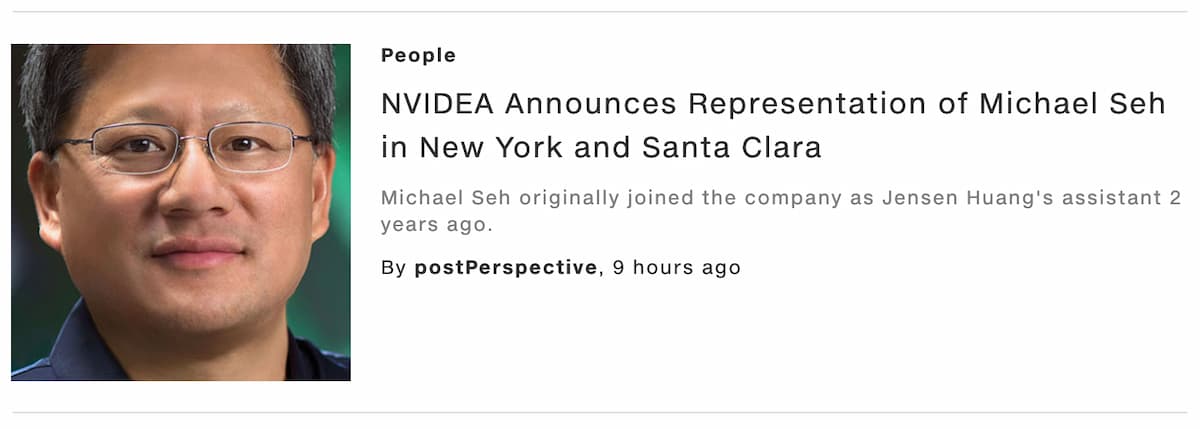 People
NVIDEA Announces Representation of Michael Seh
in New York and Santa Clara
Michael Seh originally joined the company as Jensen Huang's assistant 2
years ago.
By postPerspective, 9 hours ago